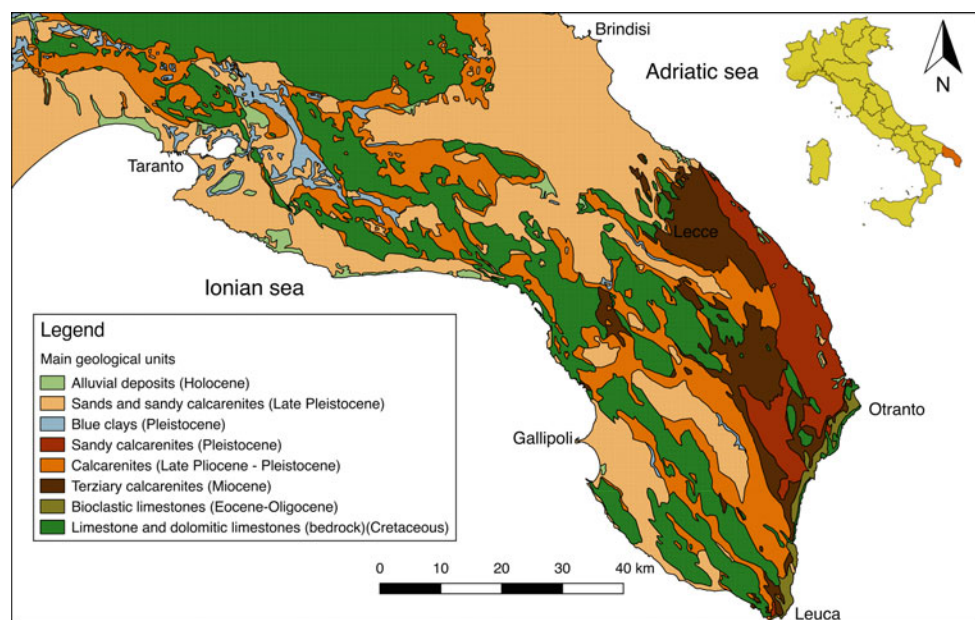 Brindisi
Adriatic sea
N
Taranto
Lecce
Ionian sea
Legend
Main geological units
Alluvial deposits (Holocene)
Sands and sandy calcarenites (Late Pleistocene)
Blue clays (Pleistocene)
Sandy calcarenites (Pleistocene)
Calcarenites (Late Pliocene - Pleistocene)
Terziary calcarenites (Miocene)
Bioclastic limestones (Eocene-Oligocene)
Limestone and dolomitic limestones (bedrock)(Cretaceous)
Otranto
Gallipoli
0 10 20 30 40 km
Leuca